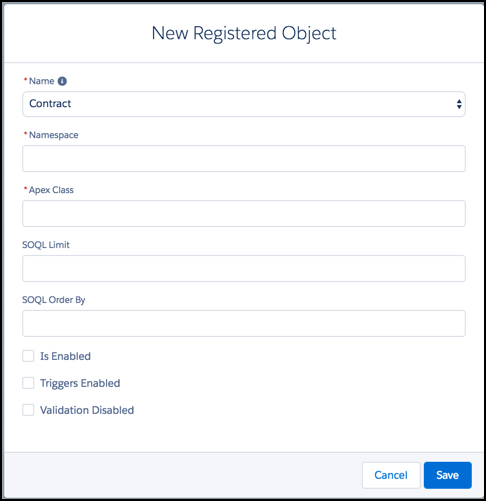 New Registered Object
* Name i
Contract
* Namespace
* Apex Class
SOQL Limit
SOQL Order By
Is Enabled
Triggers Enabled
Validation Disabled
Cancel Save